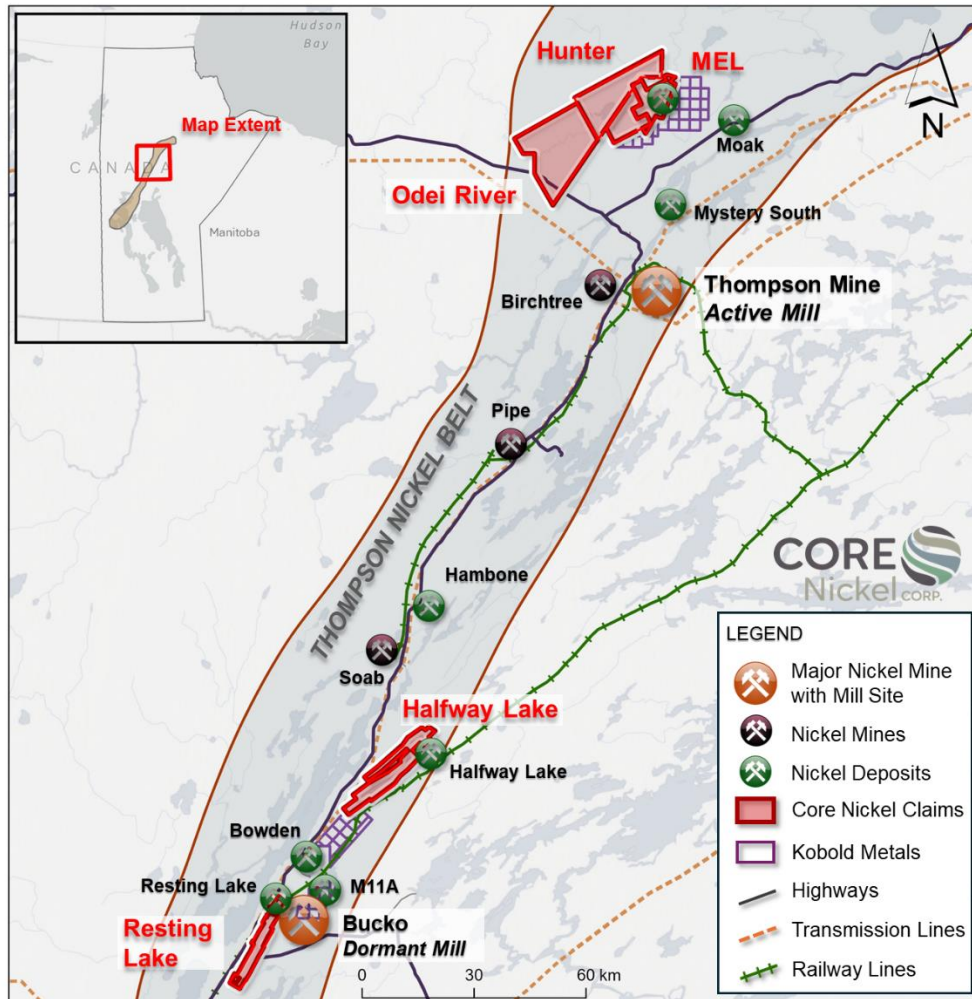 Hudson
Bay
Map Extent
CANADA
Manitoba
Hunter
MEL
N
Moak
Odei River
Mystery South
Birchtree
Thompson Mine
Active Mill
Pipe
THOMPSON NICKEL BELT
Hambone
Soab
CORE
Nickel CORP.
Halfway Lake
Halfway Lake
Bowden
Resting Lake
M11A
Bucko
Dormant Mill
Resting
Lake
0 30 60 km
LEGEND
Major Nickel Mine
with Mill Site
Nickel Mines
Nickel Deposits
Core Nickel Claims
Kobold Metals
Highways
Transmission Lines
Railway Lines